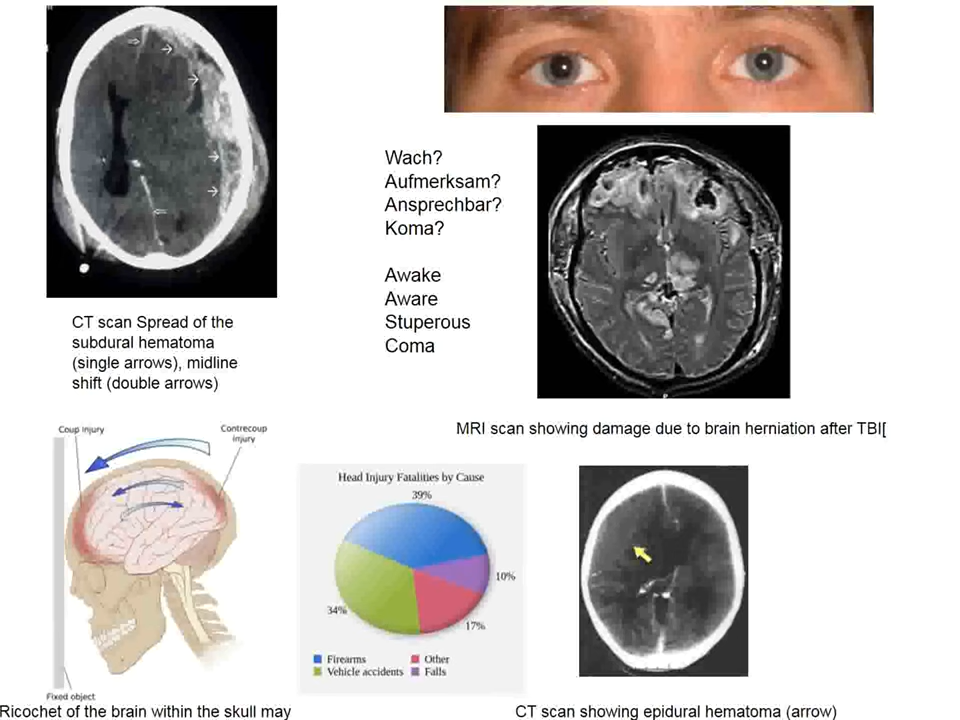 Wach?
Aufmerksam?
Ansprechbar?
Koma?
Awake
Aware
Stuperous
Coma
CT scan Spread of the
subdural hematoma
(single arrows), midline
shift (double arrows)
MRI scan showing damage due to brain herniation after TBI[
Coup injury
Contrecoup
injury
Fixed object
Ricochet of the brain within the skull may
Head Injury Fatalities by Cause
39%
10%
34%
17%
Firearms
Other
Vehicle accidents
Falls
CT scan showing epidural hematoma (arrow)